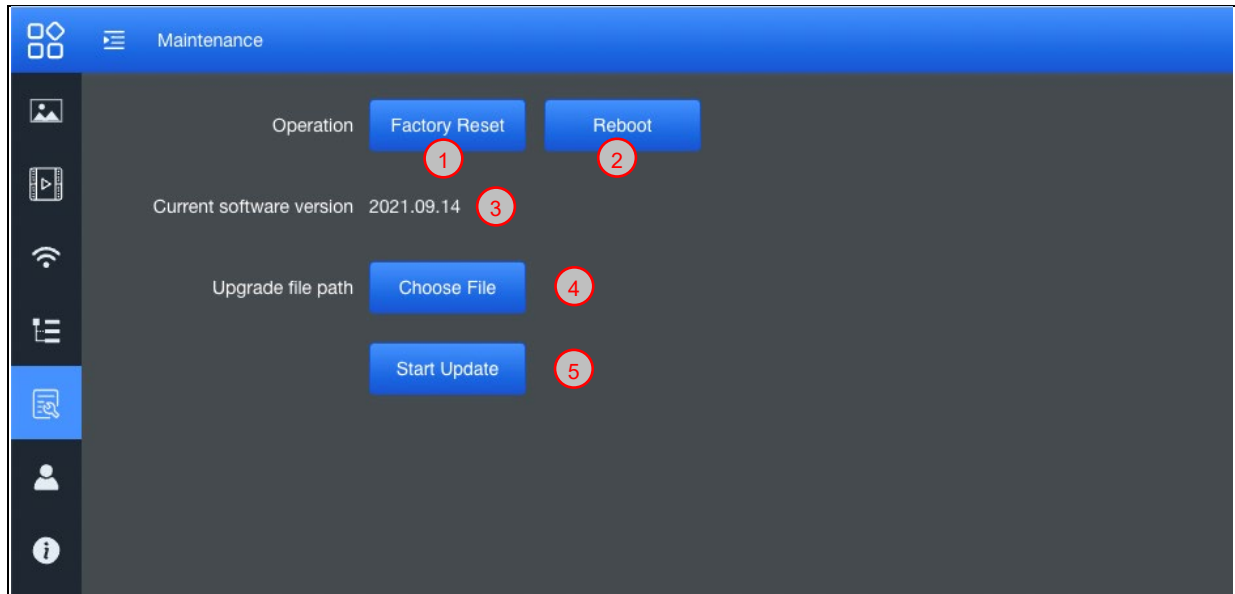 Maintenance
Operation Factory Reset Reboot
1 2
Current software version 2021.09.14 3
Upgrade file path Choose File 4
Start Update 5